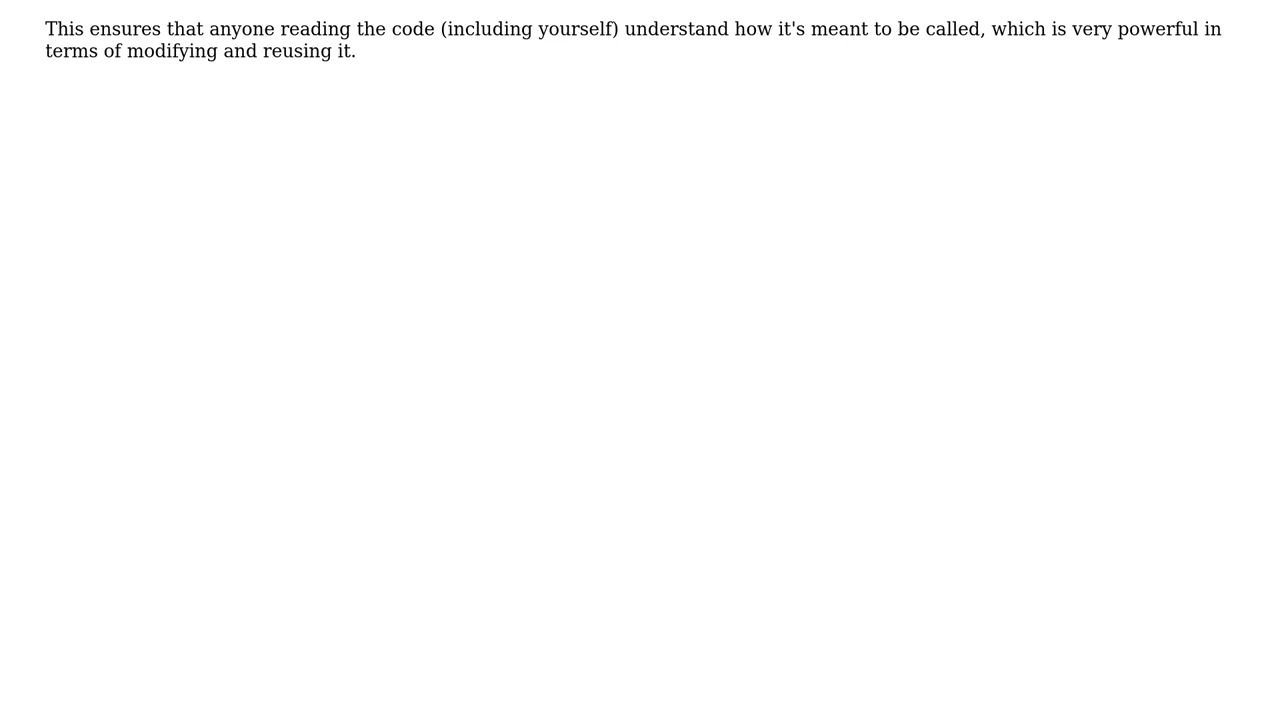 This ensures that anyone reading the code (including yourself) understand how it's meant to be called, which is very powerful in
terms of modifying and reusing it.